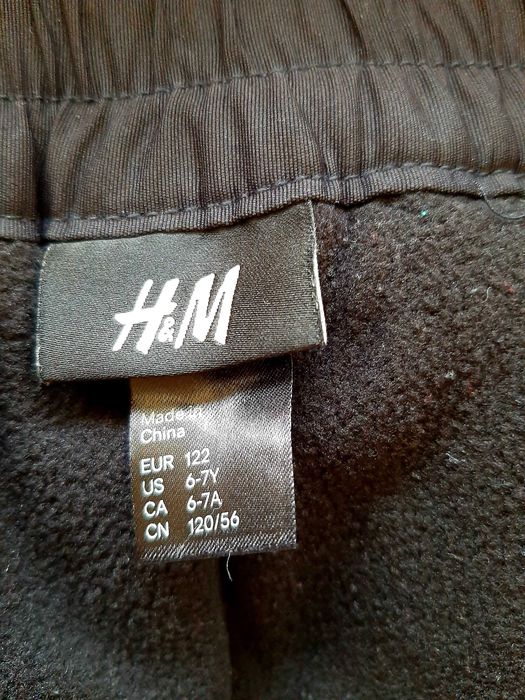 H&M
Made in
China
EUR 122
US 6-7Y
CA 6-7A
CN 120/56